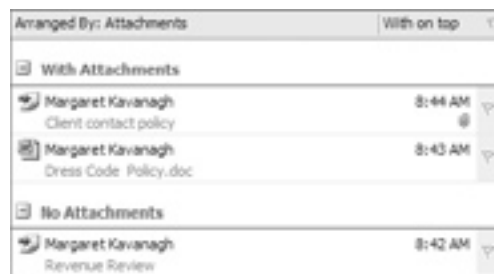 Arranged By: Attachments With on top
With Attachments
Margaret Kavanagh 8:44 AM
Client contact policy
Margaret Kavanagh 8:43 AM
Dress Code Policy.doc
No Attachments
Margaret Kavanagh 8:42 AM
Revenue Review